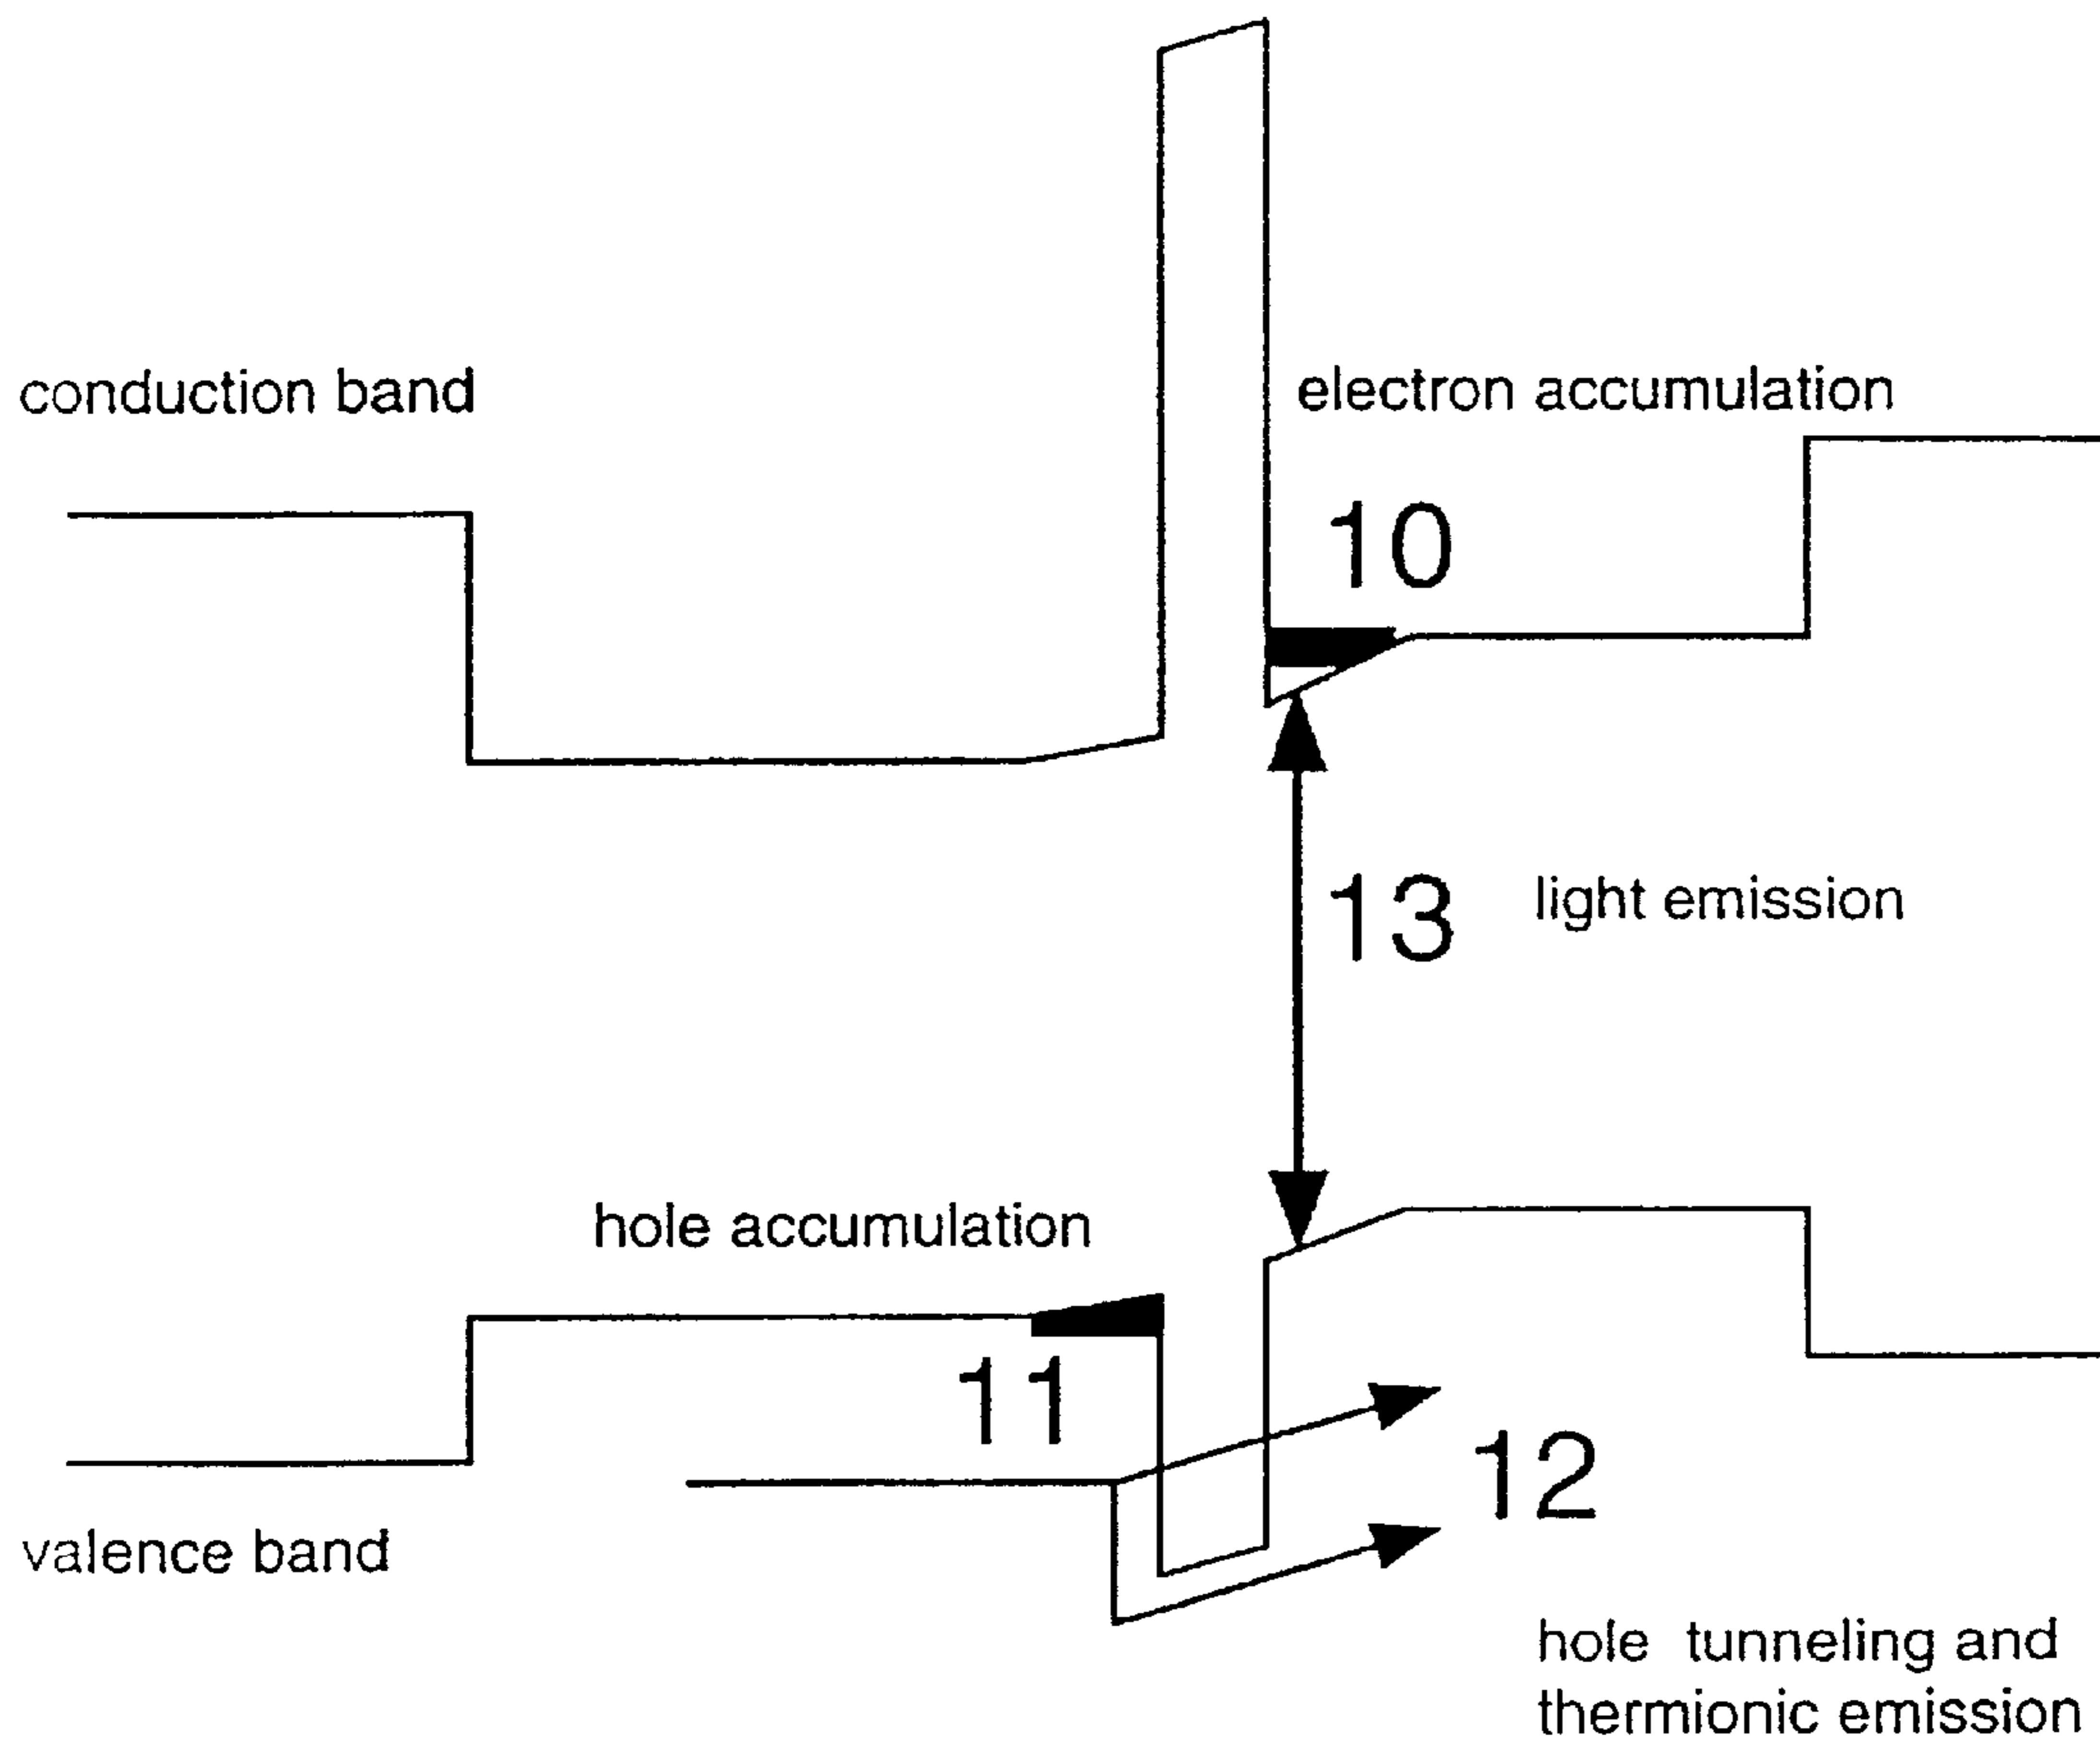 conduction band
electron accumulation
10
13
light emission
hole accumulation
11
12
valence band
hole tunneling and
thermionic emission